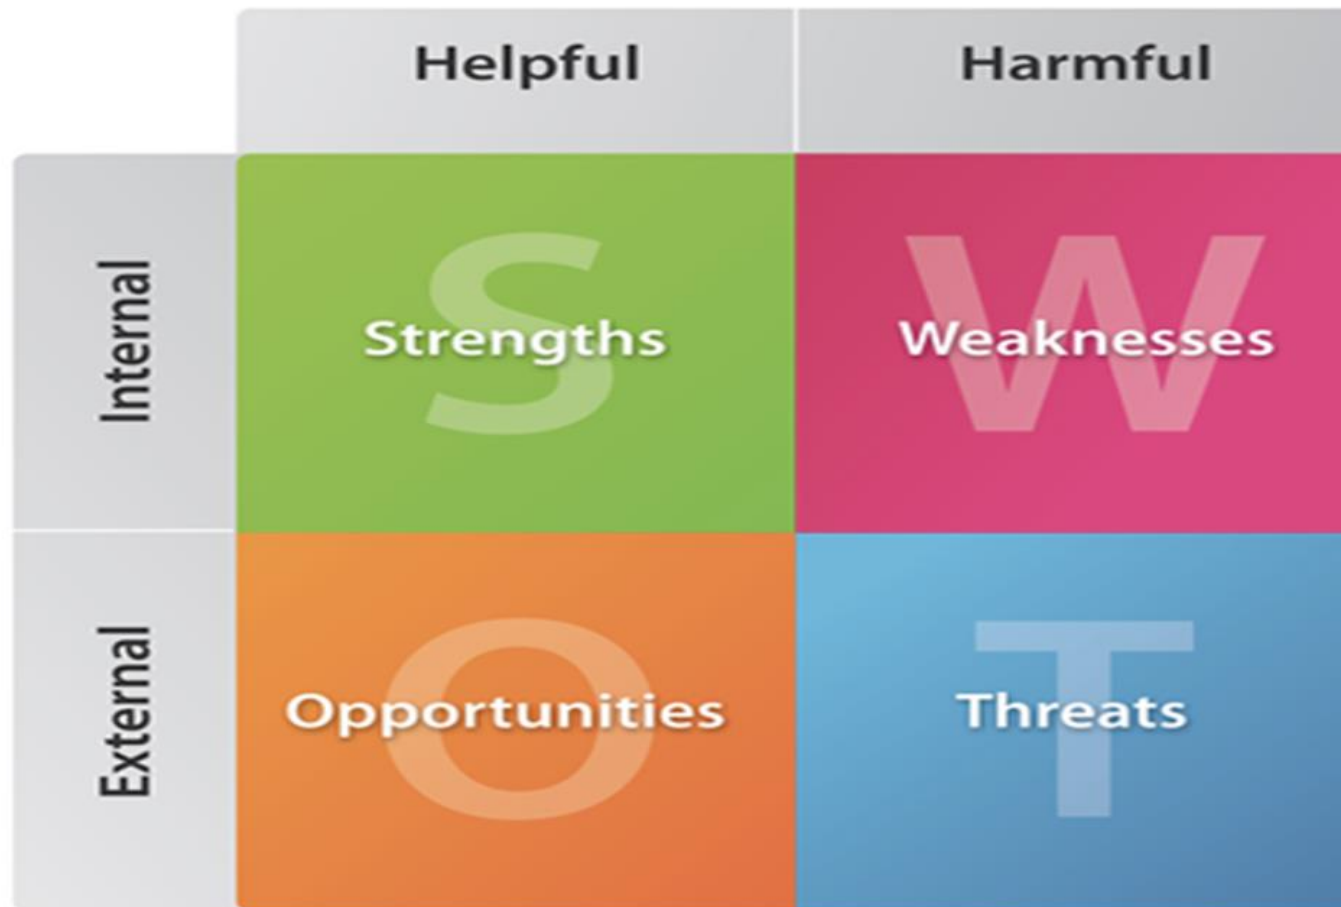 Helpful
Harmful
Internal
S
Strengths
W
Weaknesses
External
O
Opportunities
T
Threats